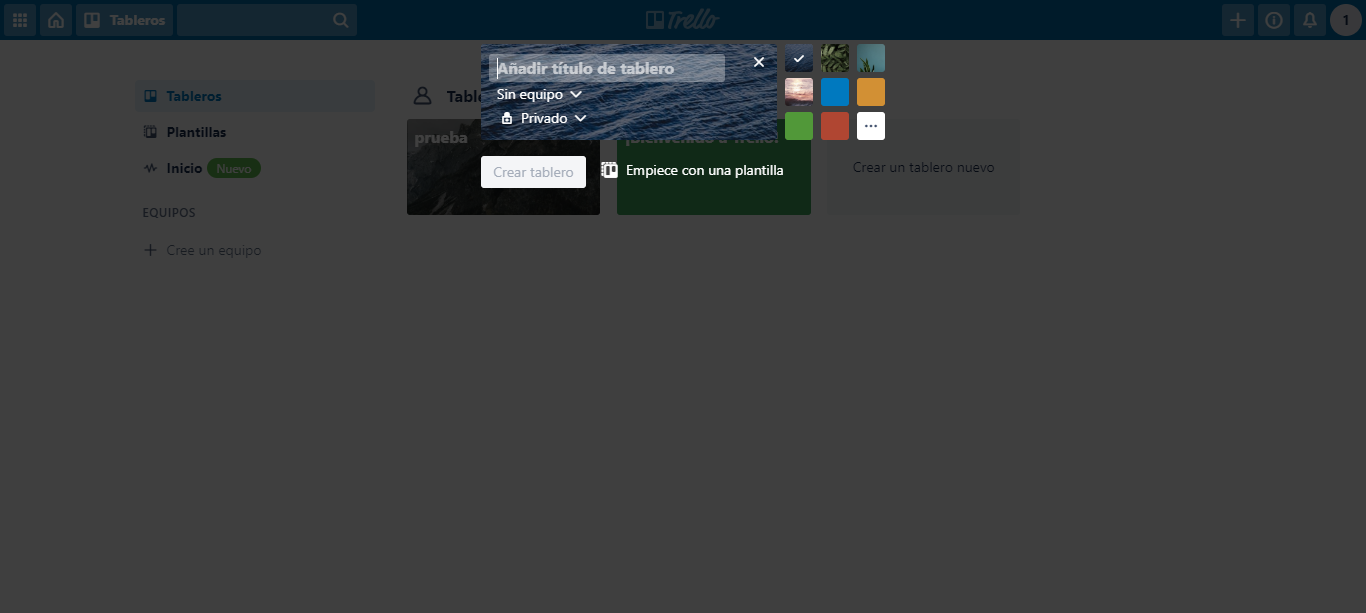 Tableros
Trello
1
Añadir título de tablero
Sin equipo
Privado
Crear tablero
Empiece con una plantilla
Tableros
Plantillas
Inicio Nuevo
EQUIPOS
Cree un equipo
prueba
¡Bienvenido a Trello!
Crear un tablero nuevo